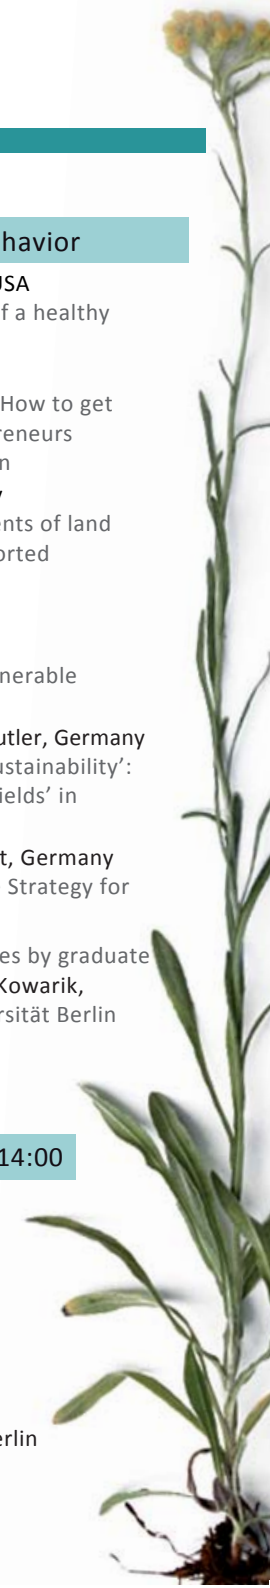 havior
USA
f a healthy
How to get
reneurs
n
y
ents of land
orted
nerable
utler, Germany
ustainability’:
ields’ in
t, Germany
Strategy for
es by graduate
Kowarik,
rsität Berlin
14:00
erlin